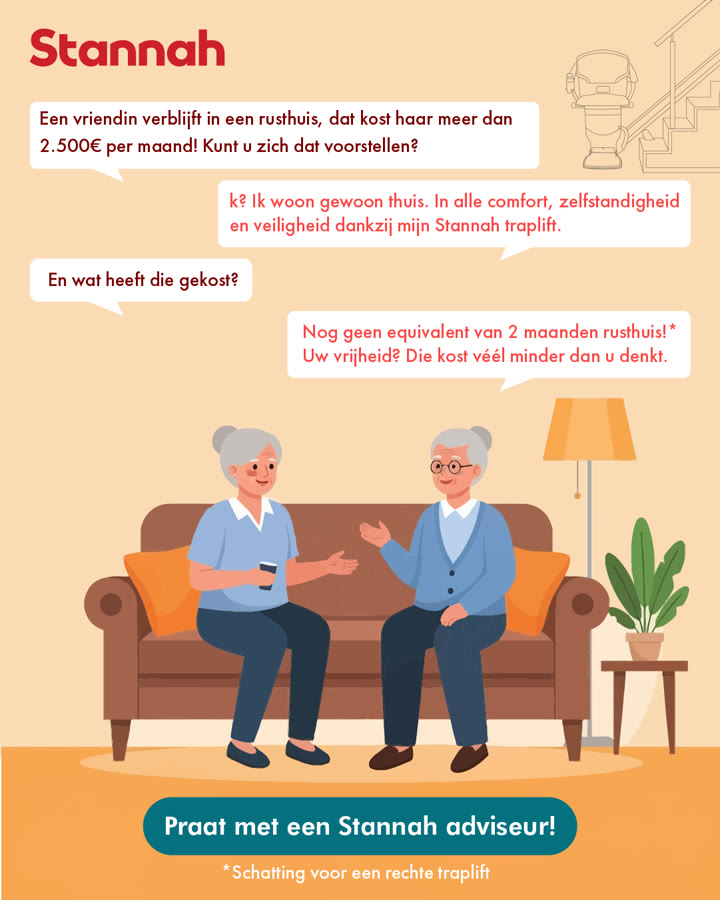 Stannah
Een vriendin verblijft in een rusthuis, dat kost haar meer dan
2.500€ per maand! Kunt u zich dat voorstellen?
k? Ik woon gewoon thuis. In alle comfort, zelfstandigheid
en veiligheid dankzij mijn Stannah traplift.
En wat heeft die gekost?
Nog geen equivalent van 2 maanden rusthuis!*
Uw vrijheid? Die kost véél minder dan u denkt.
Praat met een Stannah adviseur!
*Schatting voor een rechte traplift